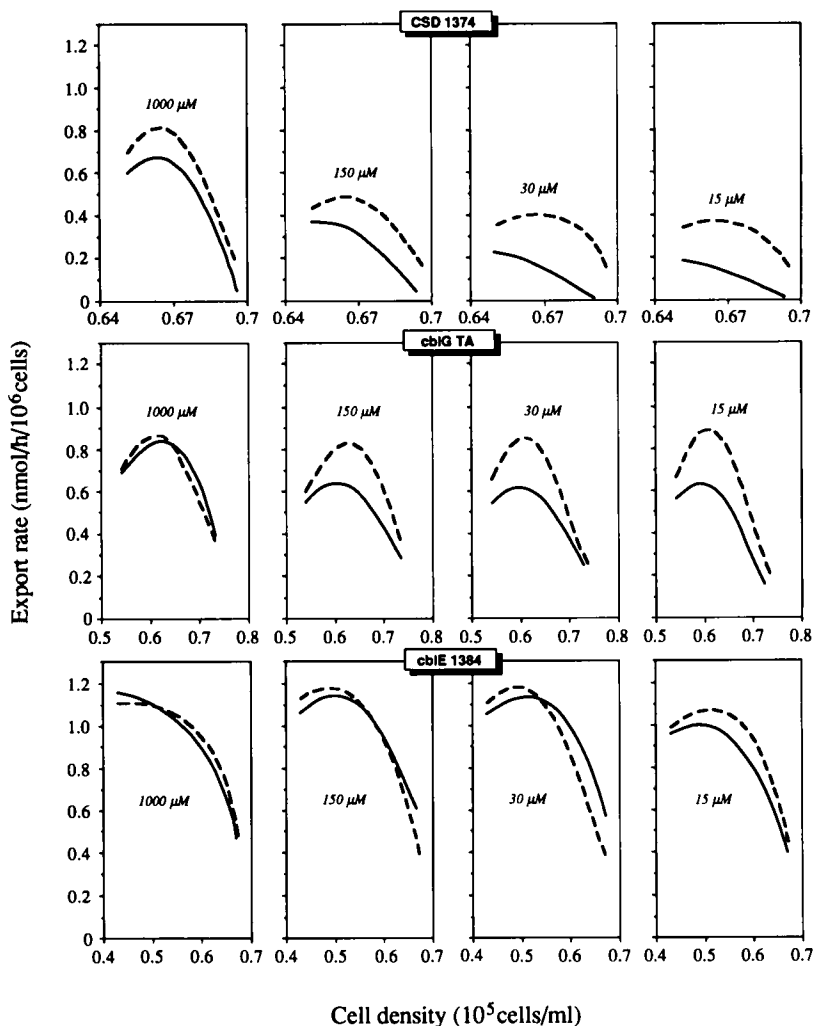 CSD 1374
1.2
1.0
0.8
0.6
0.4
0.2
0
1000 µM
150 µM
30 µM
15 µM
0.64 0.67 0.7
0.64 0.67 0.7
0.64 0.67 0.7
0.64 0.67 0.7
cblG TA
1.2
1.0
0.8
0.6
0.4
0.2
0
1000 µM
150 µM
30 µM
15 µM
0.5 0.6 0.7 0.8
0.5 0.6 0.7 0.8
0.5 0.6 0.7 0.8
0.5 0.6 0.7 0.8
cblE 1384
1.2
1.0
0.8
0.6
0.4
0.2
0
1000 µM
150 µM
30 µM
15 µM
0.4 0.5 0.6 0.7
0.4 0.5 0.6 0.7
0.4 0.5 0.6 0.7
0.4 0.5 0.6 0.7
Export rate (nmol/h/10⁶cells)
Cell density (10⁵cells/ml)